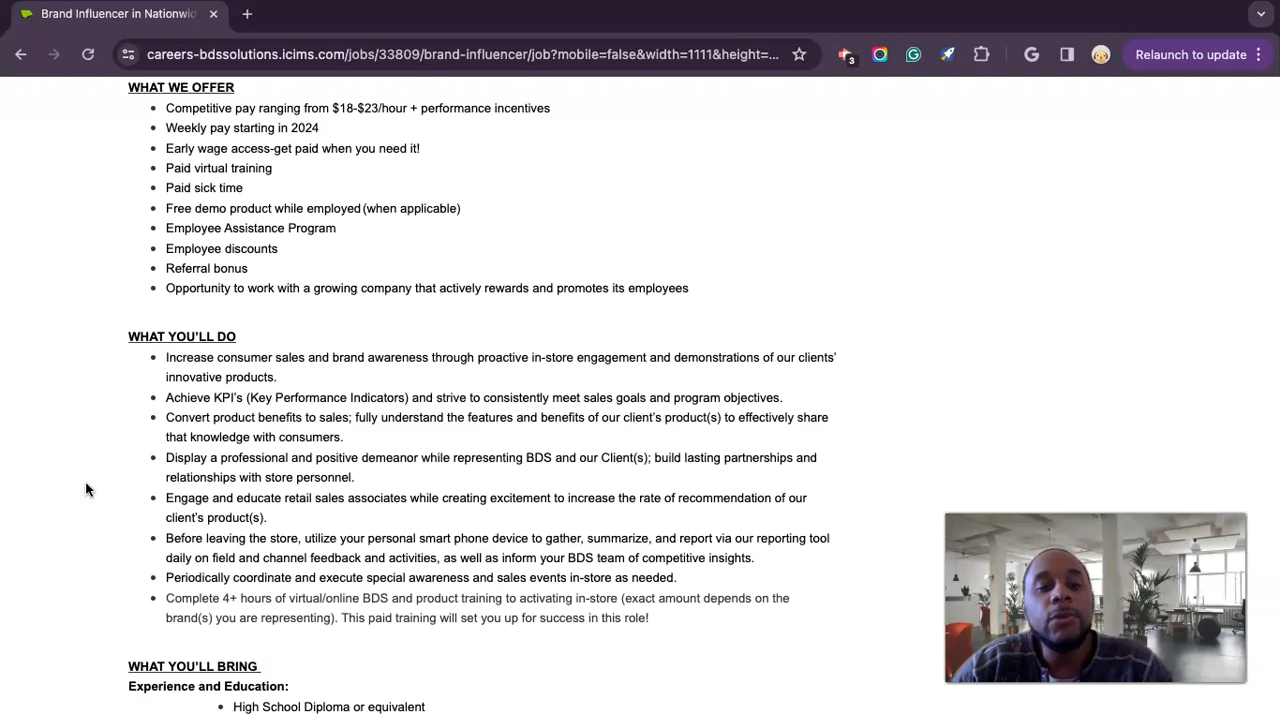 Brand Influencer in Nationwid
careers-bdssolutions.icims.com/jobs/33809/brand-influencer/job?mobile=false&width=1111&height=...
3
Relaunch to update
WHAT WE OFFER
Competitive pay ranging from $18-$23/hour + performance incentives
Weekly pay starting in 2024
Early wage access-get paid when you need it!
Paid virtual training
Paid sick time
Free demo product while employed (when applicable)
Employee Assistance Program
Employee discounts
Referral bonus
Opportunity to work with a growing company that actively rewards and promotes its employees
WHAT YOU'LL DO
Increase consumer sales and brand awareness through proactive in-store engagement and demonstrations of our clients'
innovative products.
Achieve KPI's (Key Performance Indicators) and strive to consistently meet sales goals and program objectives.
Convert product benefits to sales; fully understand the features and benefits of our client's product(s) to effectively share
that knowledge with consumers.
Display a professional and positive demeanor while representing BDS and our Client(s); build lasting partnerships and
relationships with store personnel.
Engage and educate retail sales associates while creating excitement to increase the rate of recommendation of our
client's product(s).
Before leaving the store, utilize your personal smart phone device to gather, summarize, and report via our reporting tool
daily on field and channel feedback and activities, as well as inform your BDS team of competitive insights.
Periodically coordinate and execute special awareness and sales events in-store as needed.
Complete 4+ hours of virtual/online BDS and product training to activating in-store (exact amount depends on the
brand(s) you are representing). This paid training will set you up for success in this role!
WHAT YOU'LL BRING
Experience and Education:
High School Diploma or equivalent